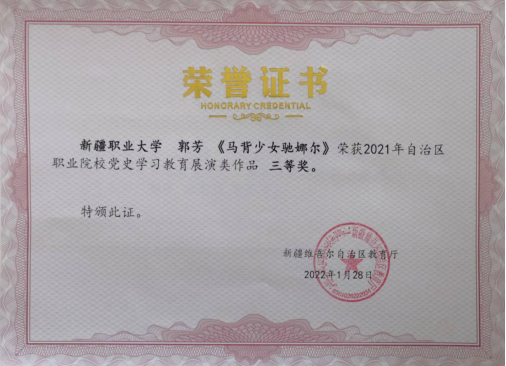 荣誉证书
HONORARY CREDENTIAL
新疆职业大学 郭芳 《马背少女驰娜尔》荣获2021年自治区
职业院校党史学习教育展演类作品 三等奖。
特颁此证。
新疆维吾尔自治区教育厅
2022年1月28日